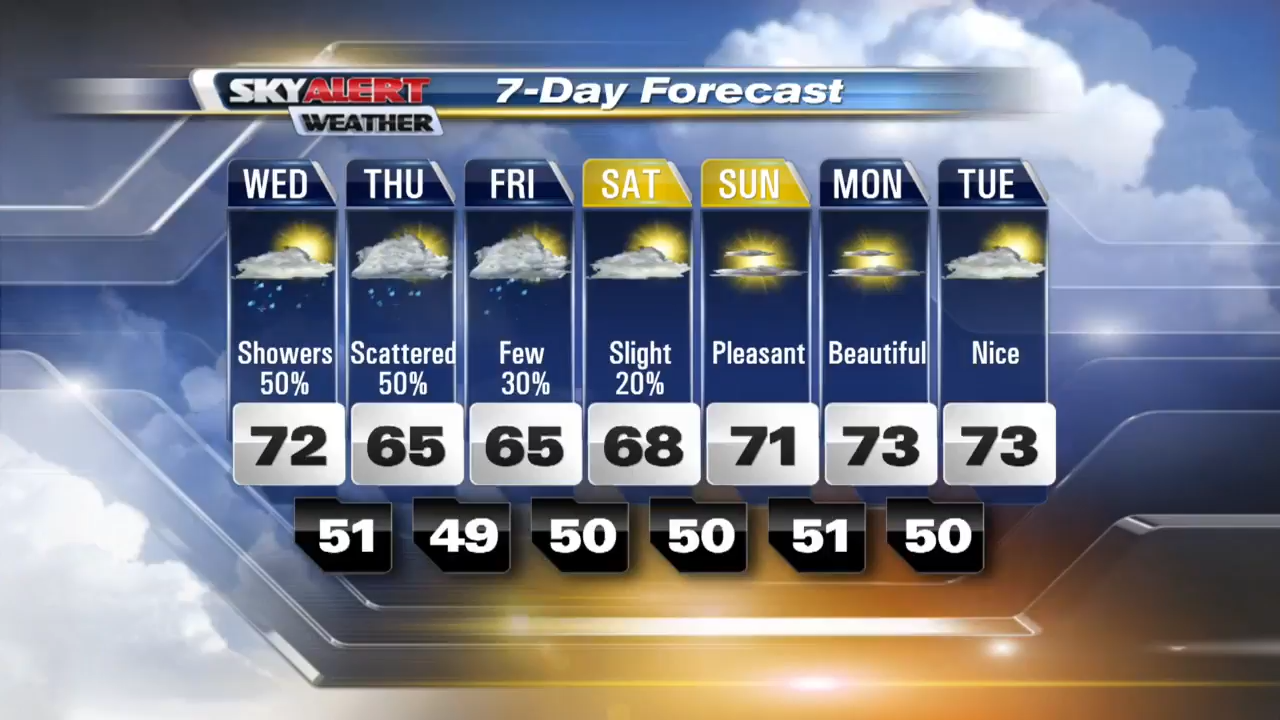 SKYALERT
WEATHER
7-Day Forecast
WED THU FRI SAT SUN MON TUE
Showers Scattered Few Slight Pleasant Beautiful Nice
50% 50% 30% 20%
72 65 65 68 71 73 73
51 49 50 50 51 50